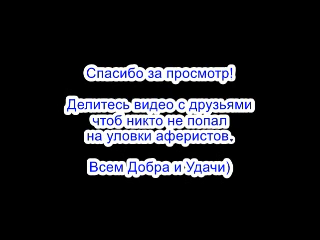 Спасибо за просмотр!
Делитесь видео с друзьями
чтоб никто не попал
на уловки аферистов.
Всем Добра и Удачи)